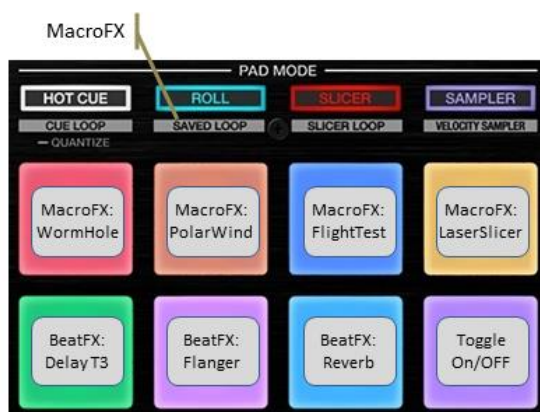 MacroFX
PAD MODE
HOT CUE ROLL SLICER SAMPLER
CUE LOOP SAVED LOOP SLICER LOOP VELOCITY SAMPLER
— QUANTIZE
MacroFX: MacroFX: MacroFX: MacroFX:
WormHole PolarWind FlightTest LaserSlicer
BeatFX: BeatFX: BeatFX: Toggle
Delay T3 Flanger Reverb On/OFF